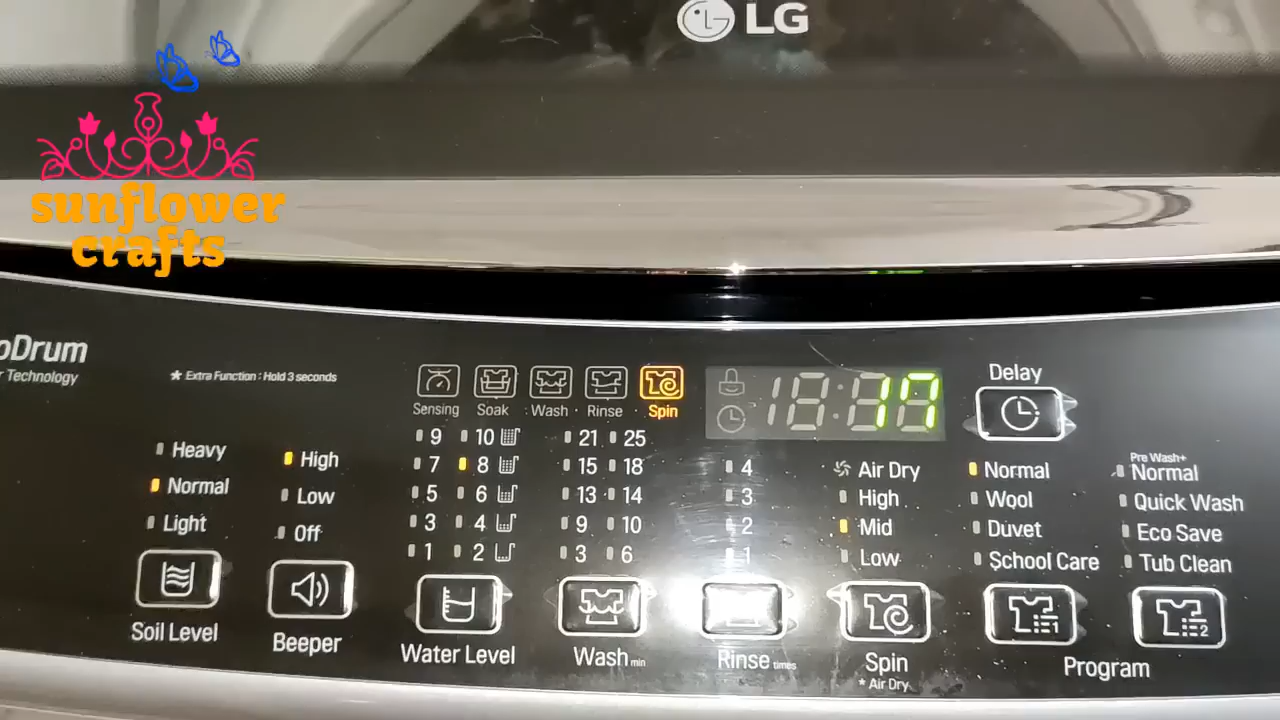 LG
sunflower
crafts
oDrum
Technology
* Extra Function : Hold 3 seconds
Sensing Soak Wash Rinse Spin
18:88
17
Delay
Heavy
Normal
Light
Soil Level
High
Low
Off
Beeper
9 10
7 8
5 6
3 4
1 2
Water Level
21 25
15 18
13 14
9 10
3 6
Wash min
4
3
2
1
Rinse times
Air Dry
High
Mid
Low
Spin
* Air Dry
Normal
Wool
Duvet
School Care
1
Pre Wash+
Normal
Quick Wash
Eco Save
Tub Clean
2
Program